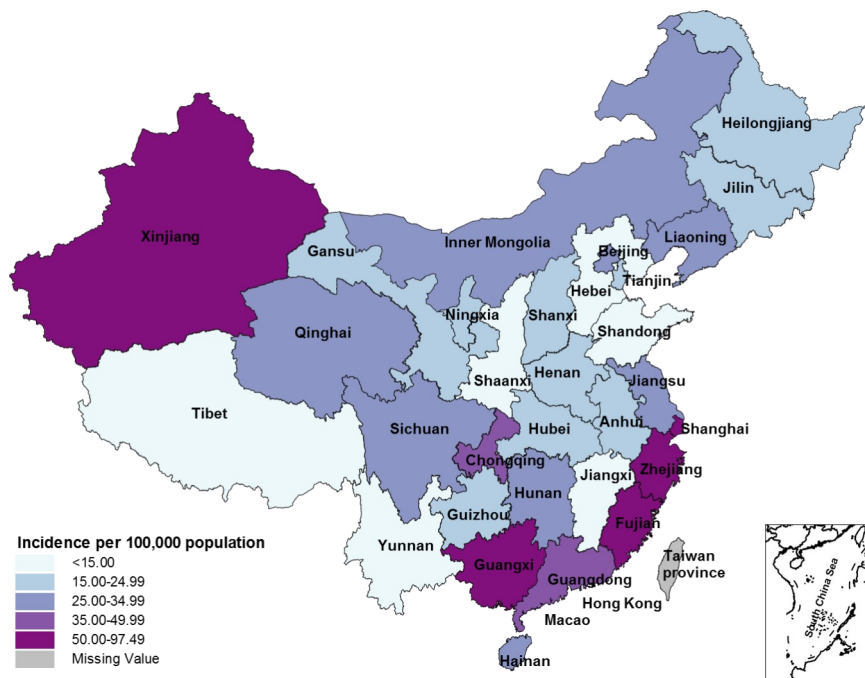 Heilongjiang
Jilin
Xinjiang
Inner Mongolia
Liaoning
Gansu
Beijing
Tianjin
Hebei
Ningxia
Shanxi
Qinghai
Shandong
Henan
Shaanxi
Jiangsu
Tibet
Anhui
Sichuan
Hubei
Shanghai
Chongqing
Zhejiang
Jiangxi
Hunan
Guizhou
Fujian
Yunnan
Guangxi
Taiwan
province
Guangdong
Hong Kong
Macao
Hainan
Incidence per 100,000 population
<15.00
15.00-24.99
25.00-34.99
35.00-49.99
50.00-97.49
Missing Value
South China Sea